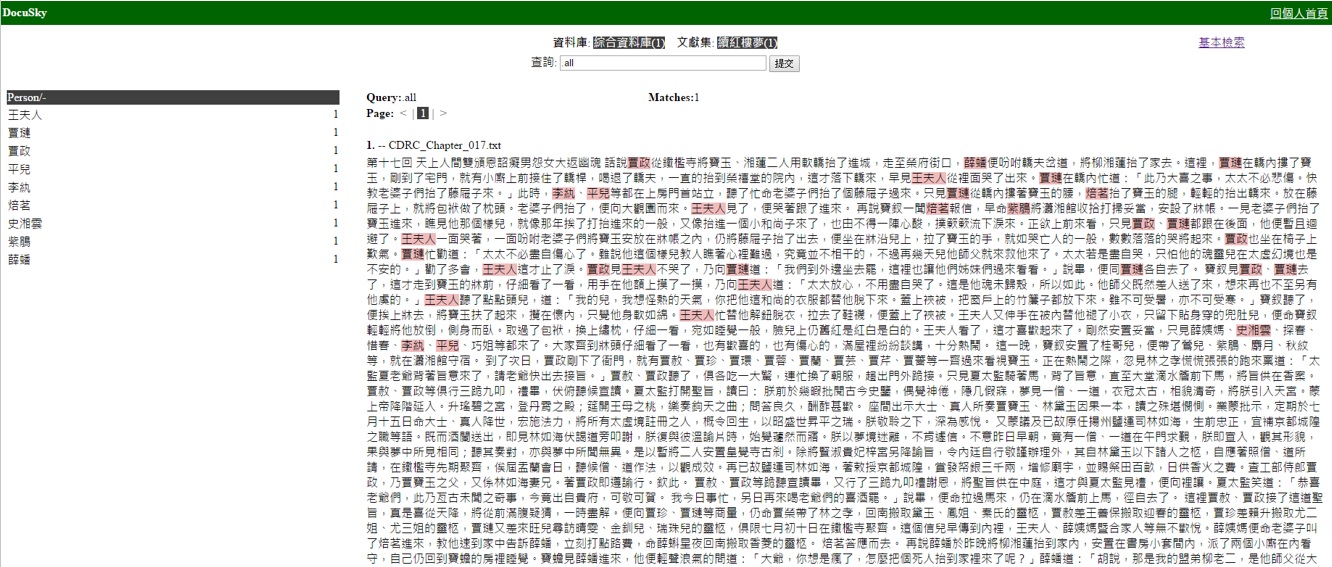 DocuSky
回個人首頁
資料庫: 綜合資料庫(1) 文獻集: 續紅樓夢(1)
基本檢索
查詢: .all 提交
Person/-
王夫人 1
賈璉 1
賈政 1
平兒 1
李紈 1
焙茗 1
史湘雲 1
紫鵑 1
薛蟠 1
Query:.all Matches:1
Page: < | 1 | >
1. -- CDRC_Chapter_017.txt
第十七回 天上人間雙頒恩詔癡男怨女大返幽魂 話說賈政從鐵檻寺將寶玉、湘蓮二人用軟轎抬了進城，走至榮府街口，薛蟠便吩咐轎夫岔道，將柳湘蓮抬了家去。這裡，賈璉在轎內摟了寶
玉，剛到了宅門，就有小廝上前接住了轎桿，喝退了轎夫，一直的抬到榮禧堂的院內，這才落下轎來，早見王夫人從裡面哭了出來。賈璉在轎內忙道：「此乃大喜之事，太太不必悲傷。快
教老婆子們抬了藤屜子來。」此時，李紈、平兒等都在上房門首站立，聽了忙命老婆子們抬了個藤屜子過來。只見賈璉從轎內摟著寶玉的腰，焙茗抬了寶玉的腿，輕輕的抬出轎來。放在藤
屜子上，就將包袱做了枕頭。老婆子們抬了，便向大觀園而來。王夫人見了，便哭著跟了進來。 再說寶釵一聞焙茗報信，早命紫鵑將瀟湘館收拾打掃妥當，安設了牀帳。一見老婆子們抬了
寶玉進來，瞧見他那個樣兒，就像那年挨了打抬進來的一般，又像抬進一個小和尚子來了，也由不得一陣心酸，撲簌簌流下淚來。正欲上前來看，只見賈政、賈璉都跟在後面，他便暫且迴
避了。王夫人一面哭著，一面吩咐老婆子們將寶玉安放在牀帳之內，仍將藤屜子抬了出去，便坐在牀沿兒上，拉了寶玉的手，就如哭亡人的一般，數數落落的哭將起來。賈政也坐在椅子上
歎氣。賈璉忙勸道：「太太不必盡自傷心了。雖說他這個樣兒教人瞧著心裡難過，究竟並不相干的，不過再幾天兒他師父就來救他來了。太太若是盡自哭，只怕他的魂靈兒在太虛幻境也是
不安的。」勸了多會，王夫人這才止了淚。賈政見王夫人不哭了，乃向賈璉道：「我們到外邊坐去罷，這裡也讓他們姊妹們過來看看。」說畢，便同賈璉各自去了。 寶釵見賈政、賈璉去
了，這才走到寶玉的牀前，仔細看了一看，用手在他額上摸了一摸，乃向王夫人道：「太太放心，不用盡自哭了。這是他魂未歸殼，所以如此。他師父既然差人送了來，想來再也不至另有
他虞的。」王夫人聽了點點頭兒，道：「我的兒，我想怪熱的天氣，你把他這和尚的衣服都替他脫下來。蓋上裌被，把窗戶上的竹簾子都放下來。雖不可受暑，亦不可受寒。」寶釵聽了，
便挨上牀去，將寶玉扶了起來，攬在懷內，只覺他身軟如綿。王夫人忙替他解鈕脫衣，拉去了鞋襪，便蓋上了裌被。王夫人又伸手在被內替他褪了小衣，只留下貼身穿的兜肚兒，便命寶釵
輕輕將他放倒，側身而臥。取過了包袱，換上繡枕，仔細一看，宛如睡覺一般，臉兒上仍舊紅是紅白是白的。王夫人看了，這才喜歡起來了。剛然安置妥當，只見薛姨媽、史湘雲、探春、
惜春、李紈、平兒、巧姐等都來了。大家齊到牀頭仔細看了一看，也有歡喜的，也有傷心的，滿屋裡紛紛談講，十分熱鬧。 這一晚，寶釵安置了桂哥兒，便帶了鶯兒、紫鵑、麝月、秋紋
等，就在瀟湘館守宿。 到了次日，賈政剛下了衙門，就有賈赦、賈珍、賈環、賈蓉、賈蘭、賈芸、賈芹、賈薔等一齊過來看視寶玉。正在熱鬧之際，忽見林之孝慌慌張張的跑來稟道：「太
監夏老爺背著旨意來了，請老爺快出去接旨。」賈赦、賈政聽了，俱各吃一大驚，連忙換了朝服，趨出門外跪接。只見夏太監騎著馬，背了旨意，直至大堂滴水簷前下馬，將旨供在香案。
賈赦、賈政等俱行三跪九叩，禮畢，伏俯聽候宣讀。夏太監打開聖旨，讀曰： 朕前於幾暇批閱古今史鑒，偶覺神倦，隱几假寐，夢見一僧、一道，衣冠太古，相貌清奇，將朕引入天宮。蒙
上帝降階延入。升瑤碧之宮，登丹霄之殿；筵開王母之桃，樂奏鈞天之曲；問答良久，酬酢甚歡。 座間出示大士、真人所奏賈寶玉、林黛玉因果一本，讀之殊堪憫惻。業蒙批示，定期於七
月十五日命大士、真人降世，宏施法力，將所有太虛境註冊之人，概令回生，以昭盛世昇平之瑞。朕敬聆之下，深為感悅。 又蒙議及已故原任揚州鹽運司林如海，生前忠正，宜補京都城隍
之職等語。既而酒闌送出，即見林如海伏謁道旁叩謝，朕復與彼溫諭片時，始覺蘧然而寤。朕以夢境迷離，不肯遽信。不意昨日早朝，竟有一僧、一道在午門求覲，朕即宣入，觀其形貌，
果與夢中所見相同；聽其奏對，亦與夢中所聞無異。是以暫將二人安置皇覺寺古剎。除將賢淑貴妃梓宮另降諭旨，令內廷自行敬謹辦理外，其自林黛玉以下諸人之柩，自應著照僧、道所
請，在鐵檻寺先期聚齊，俟屆盂蘭會日，聽候僧、道作法，以觀成效。再已故鹽運司林如海，著敕授京都城隍，賞發帑銀三千兩，增修廟宇，並賜祭田百畝，日供香火之費。查工部侍郎賈
政，乃賈寶玉之父，又係林如海妻兄。著賈政即遵諭行。欽此。 賈赦、賈政等跪聽宣讀畢，又行了三跪九叩禮謝恩，將聖旨供在中庭，這才與夏太監見禮，便向裡讓。夏太監笑道：「恭喜
老爺們，此乃亙古未聞之奇事，今竟出自貴府，可敬可賀。 我今日事忙，另日再來喝老爺們的喜酒罷。」說畢，便命拉過馬來，仍在滴水簷前上馬，徑自去了。 這裡賈赦、賈政接了這道聖
旨，真是喜從天降，將從前滿腹疑猜，一時盡解。便向賈珍、賈璉等商量，仍命賈榮帶了林之孝，回南搬取黛玉、鳳姐、秦氏的靈柩，賈赦差王善保搬取迎春的靈柩，賈珍差賴升搬取尤二
姐、尤三姐的靈柩，賈璉又差來旺兒尋訪晴雯、金釧兒、瑞珠兒的靈柩，俱限七月初十日在鐵檻寺聚齊。這個信兒早傳到內裡，王夫人、薛姨媽暨合家人等無不歡悅。薛姨媽便命老婆子叫
了焙茗進來，教他速到家中告訴薛蟠，立刻打點路費，命薛蝌星夜回南搬取香菱的靈柩。 焙茗答應而去。 再說薛蟠於昨晚將柳湘蓮抬到家內，安置在書房小套間內，派了兩個小廝在內看
守，自己仍回到寶蟾的房裡睡覺。寶蟾見薛蟠進來，他便輕聲浪氣的問道：「大爺，你想是瘋了，怎麼把個死人抬到家裡來了呢？」薛蟠道：「胡說，那是我的盟弟柳老二，是他師父從大